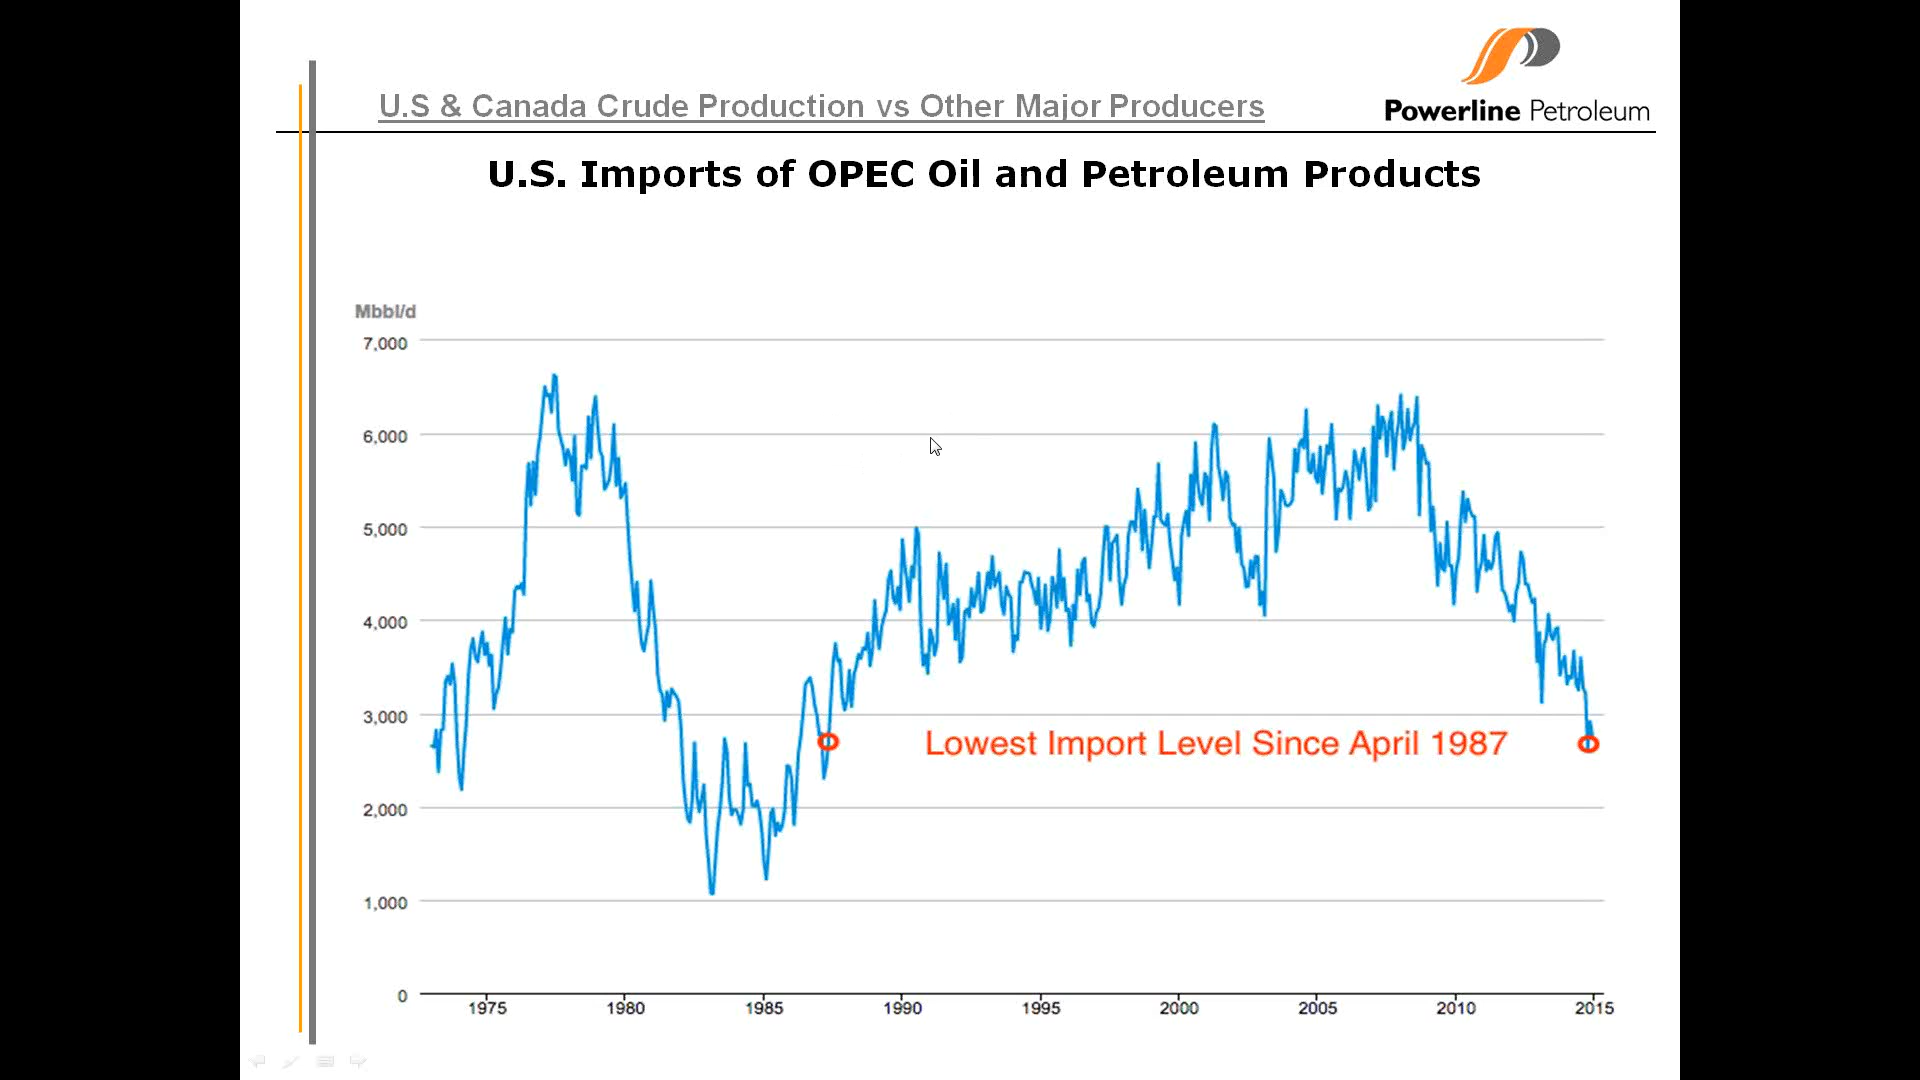 U.S & Canada Crude Production vs Other Major Producers
Powerline Petroleum
U.S. Imports of OPEC Oil and Petroleum Products
Mbbl/d
7,000
6,000
5,000
4,000
3,000
2,000
1,000
0
Lowest Import Level Since April 1987
1975 1980 1985 1990 1995 2000 2005 2010 2015